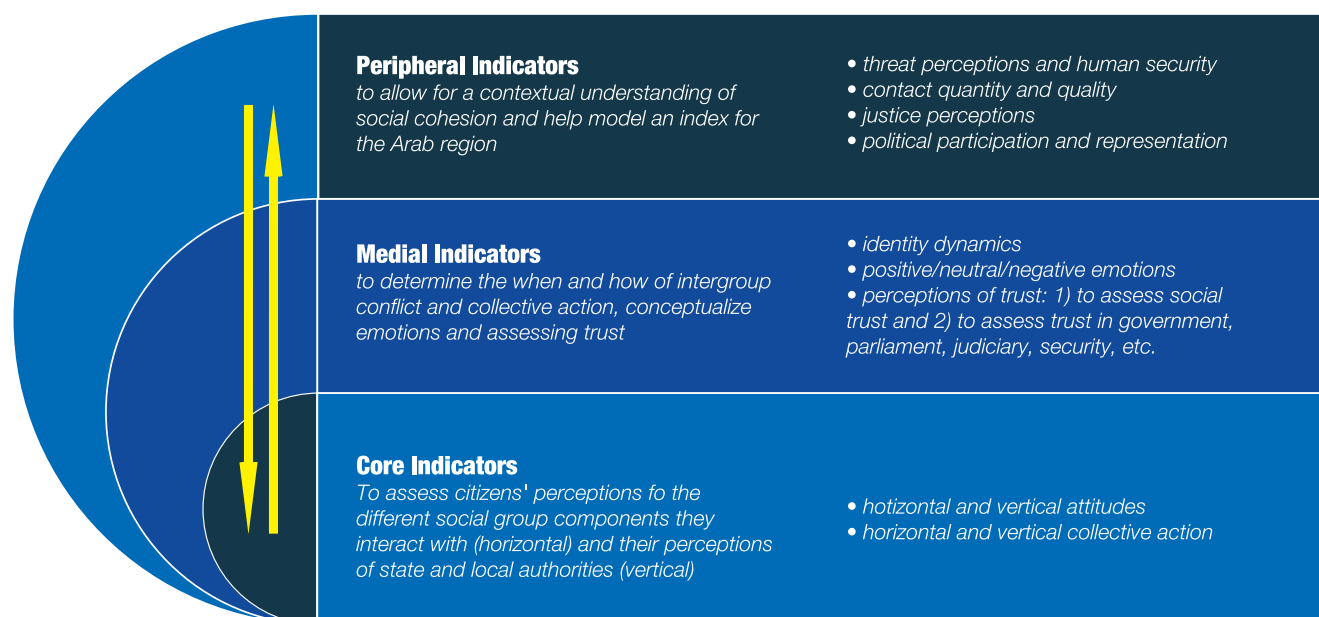 Peripheral Indicators
to allow for a contextual understanding of
social cohesion and help model an index for
the Arab region
• threat perceptions and human security
• contact quantity and quality
• justice perceptions
• political participation and representation
Medial Indicators
to determine the when and how of intergroup
conflict and collective action, conceptualize
emotions and assessing trust
• identity dynamics
• positive/neutral/negative emotions
• perceptions of trust: 1) to assess social
trust and 2) to assess trust in government,
parliament, judiciary, security, etc.
Core Indicators
To assess citizens' perceptions fo the
different social group components they
interact with (horizontal) and their perceptions
of state and local authorities (vertical)
• hotizontal and vertical attitudes
• horizontal and vertical collective action